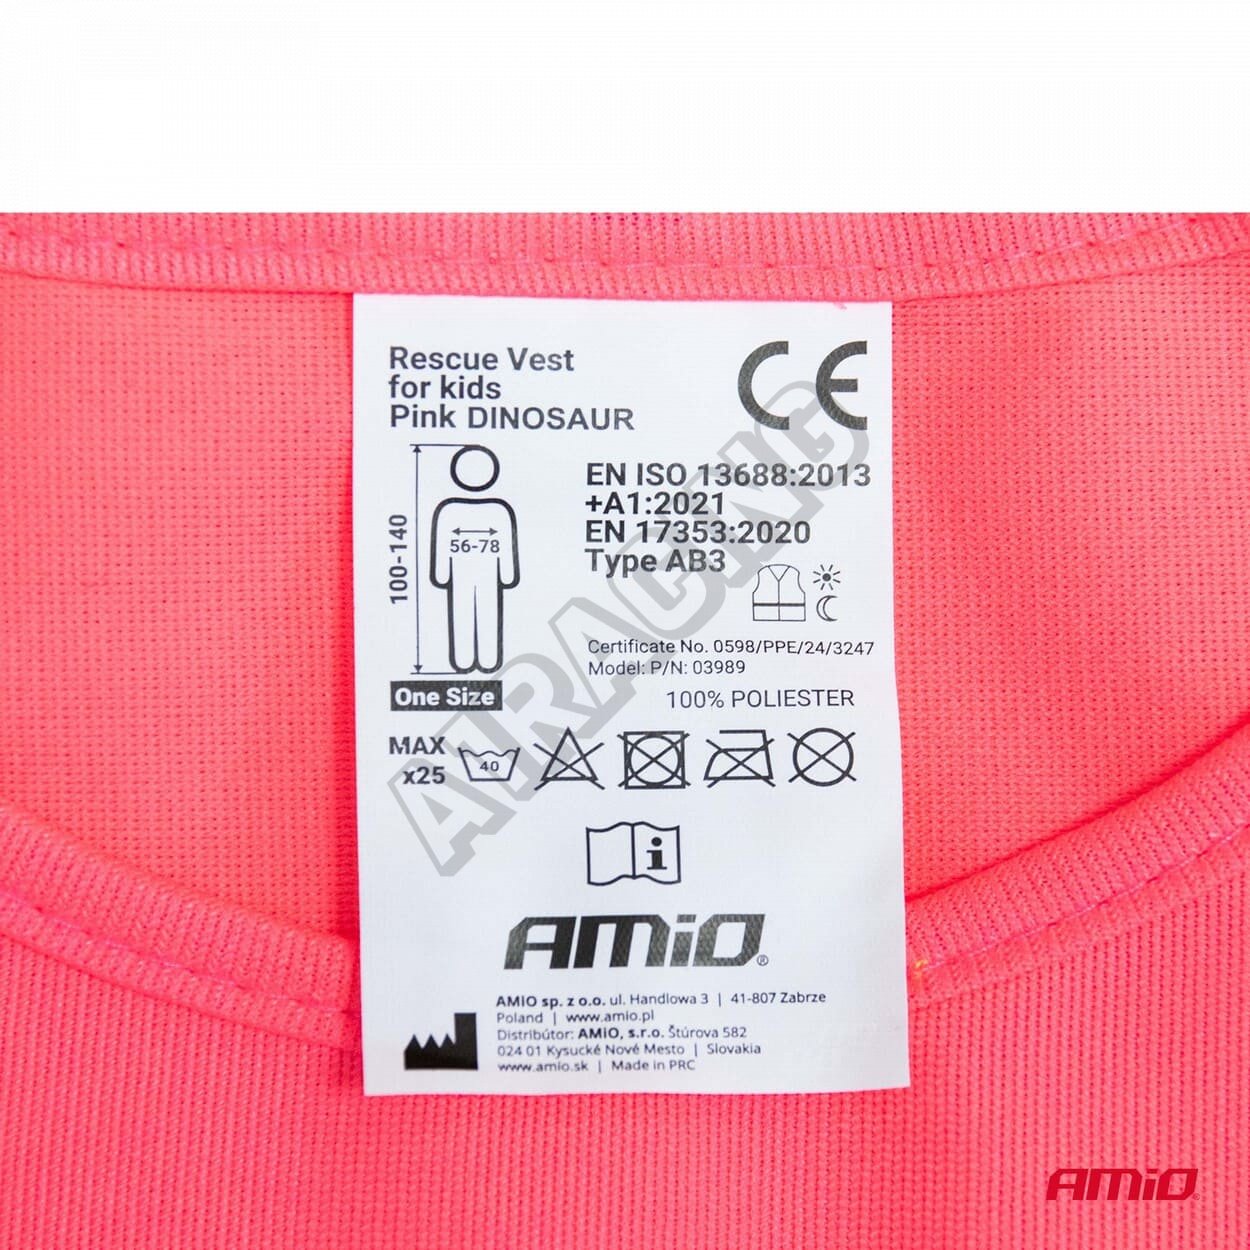 Rescue Vest
for kids
Pink DINOSAUR
CE
EN ISO 13688:2013
+A1:2021
EN 17353:2020
Type AB3
100-140
56-78
One Size
Certificate No. 0598/PPE/24/3247
Model: P/N: 03989
100% POLIESTER
MAX
x25
40
i
AMiO®
AMiO sp. z o.o. ul. Handlowa 3 | 41-807 Zabrze
Poland | www.amio.pl
Distribútor: AMiO, s.r.o. Štúrova 582
024 01 Kysucké Nové Mesto | Slovakia
www.amio.sk | Made in PRC
ATRACING
AMiO®